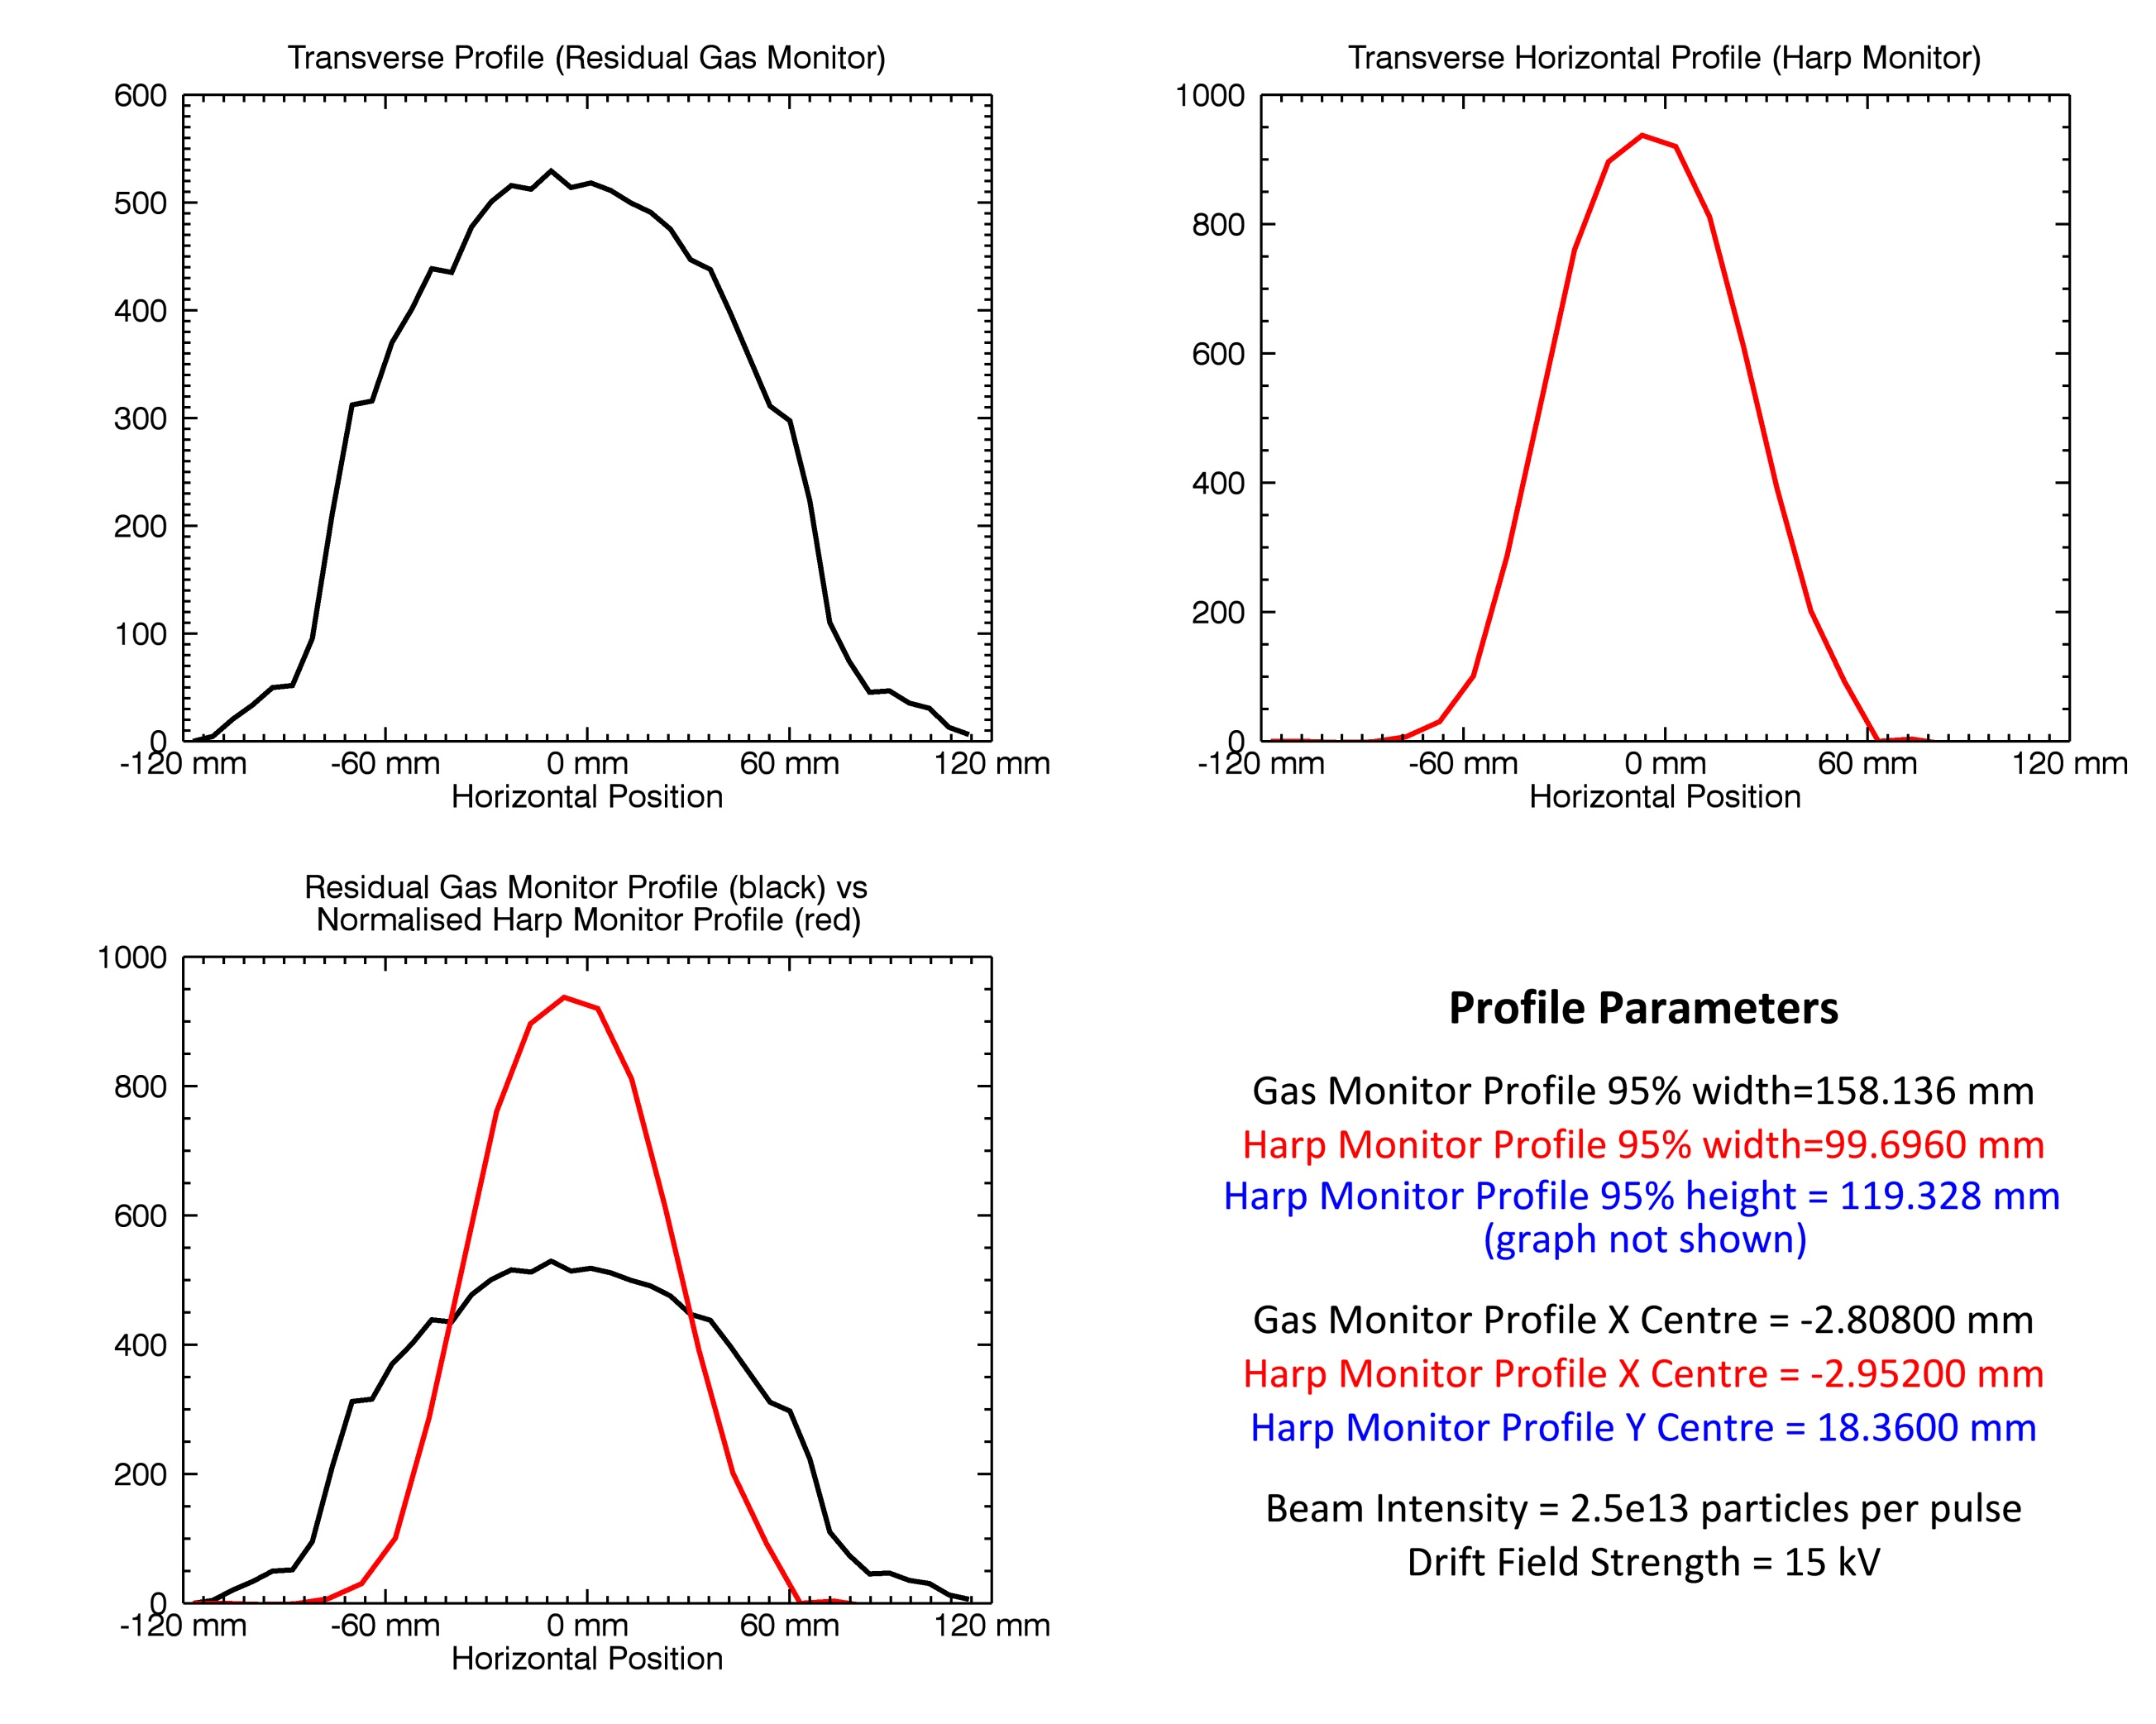 Transverse Profile (Residual Gas Monitor)
600
500
400
300
200
100
0
-120 mm -60 mm 0 mm 60 mm 120 mm
Horizontal Position
Transverse Horizontal Profile (Harp Monitor)
1000
800
600
400
200
0
-120 mm -60 mm 0 mm 60 mm 120 mm
Horizontal Position
Residual Gas Monitor Profile (black) vs
Normalised Harp Monitor Profile (red)
1000
800
600
400
200
0
-120 mm -60 mm 0 mm 60 mm 120 mm
Horizontal Position
Profile Parameters
Gas Monitor Profile 95% width=158.136 mm
Harp Monitor Profile 95% width=99.6960 mm
Harp Monitor Profile 95% height = 119.328 mm
(graph not shown)
Gas Monitor Profile X Centre = -2.80800 mm
Harp Monitor Profile X Centre = -2.95200 mm
Harp Monitor Profile Y Centre = 18.3600 mm
Beam Intensity = 2.5e13 particles per pulse
Drift Field Strength = 15 kV